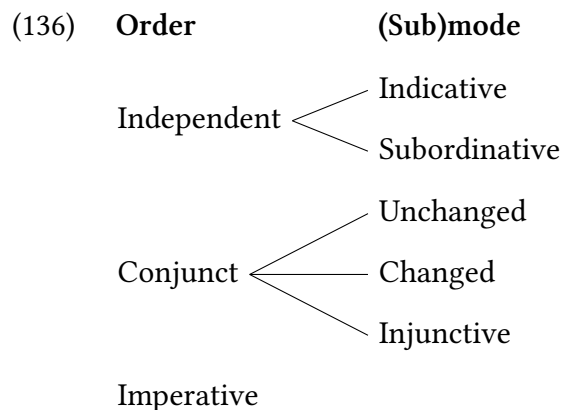 (136) Order (Sub)mode
Indicative
Independent
Subordinative
Unchanged
Conjunct Changed
Injunctive
Imperative